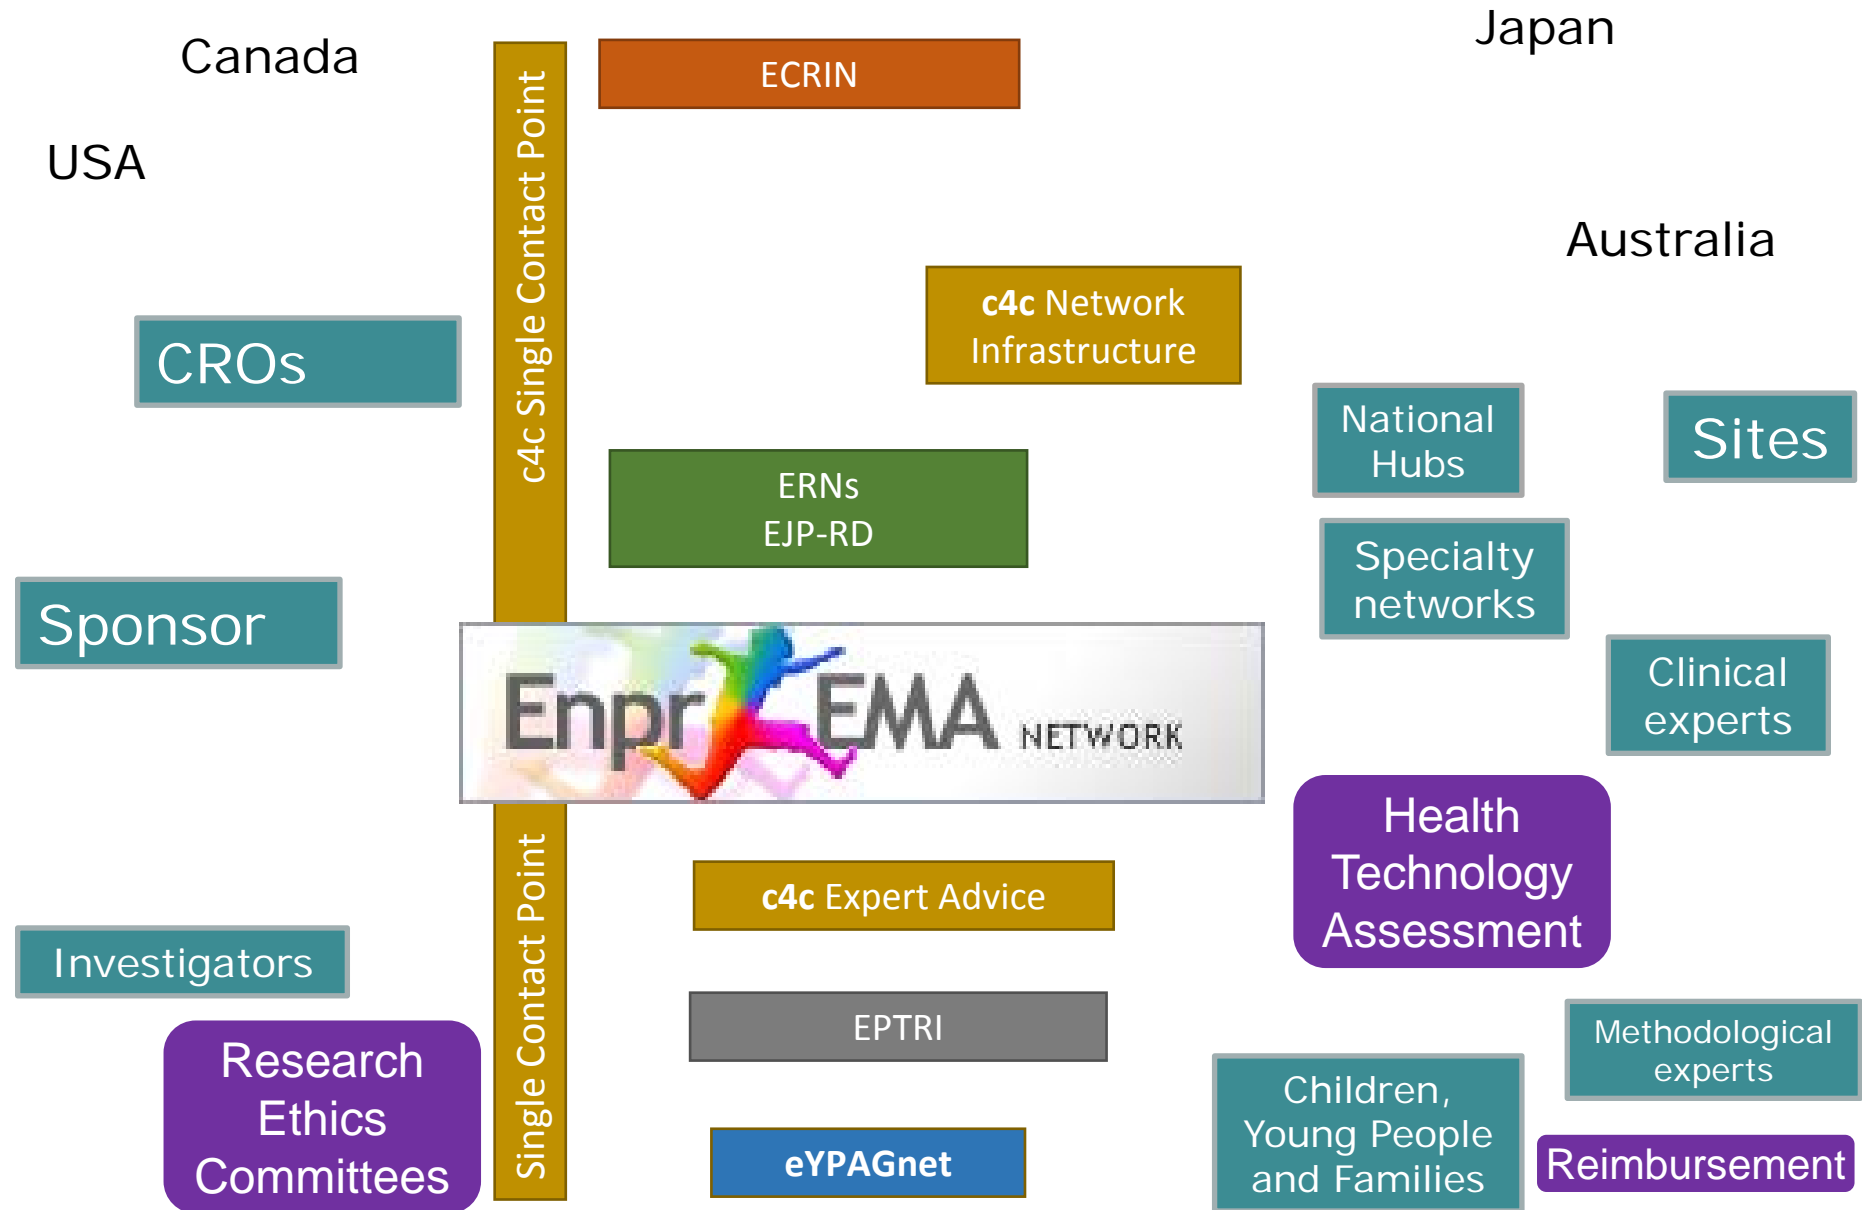 Canada
USA
Japan
Australia
c4c Single Contact Point
ECRIN
c4c Network
Infrastructure
CROs
National
Hubs
Sites
ERNs
EJP-RD
Specialty
networks
Sponsor
Enpr EMA NETWORK
Clinical
experts
Health
Technology
Assessment
Single Contact Point
c4c Expert Advice
Investigators
EPTRI
Research
Ethics
Committees
Methodological
experts
Children,
Young People
and Families
eYPAGnet
Reimbursement